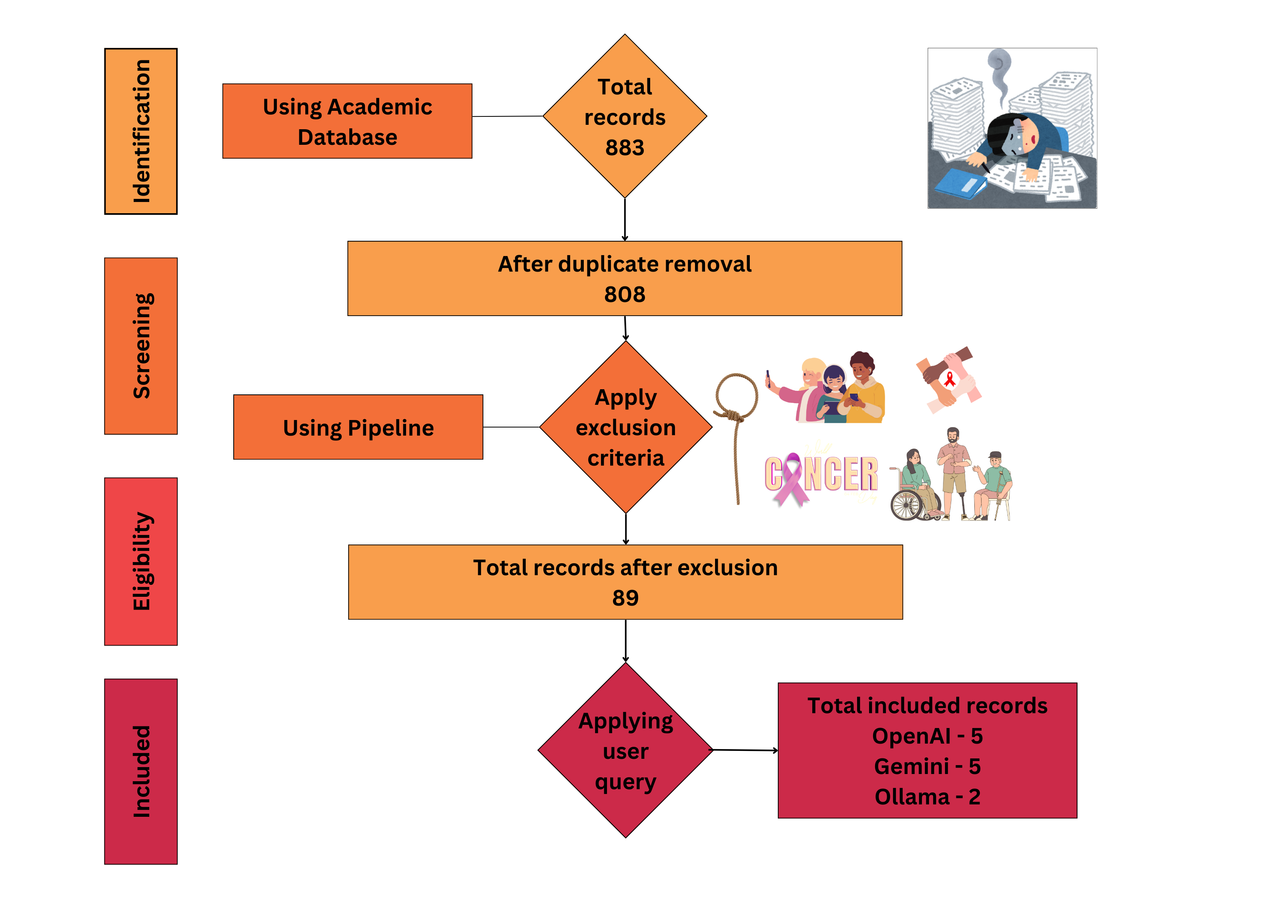 Identification
Using Academic
Database
Total
records
883
After duplicate removal
808
Screening
Using Pipeline
Apply
exclusion
criteria
CANCER
Eligibility
Total records after exclusion
89
Included
Applying
user
query
Total included records
OpenAI - 5
Gemini - 5
Ollama - 2